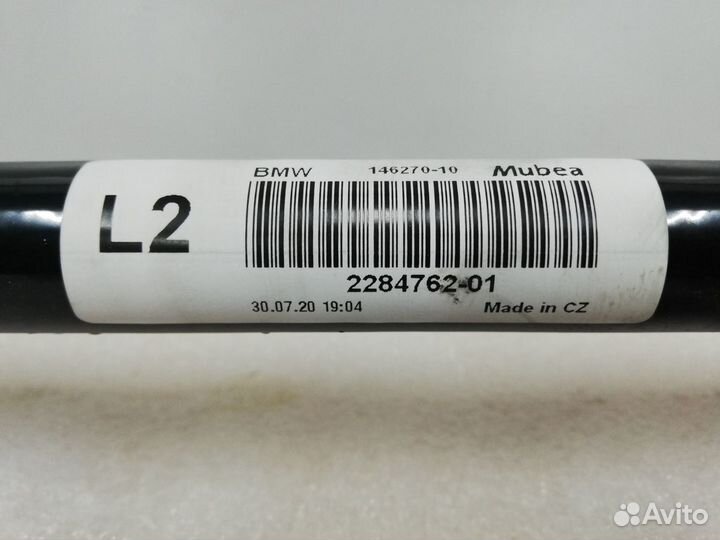 L2
BMW 146270-10 Mubea
2284762-01
30.07.20 19:04 Made in CZ
Avito